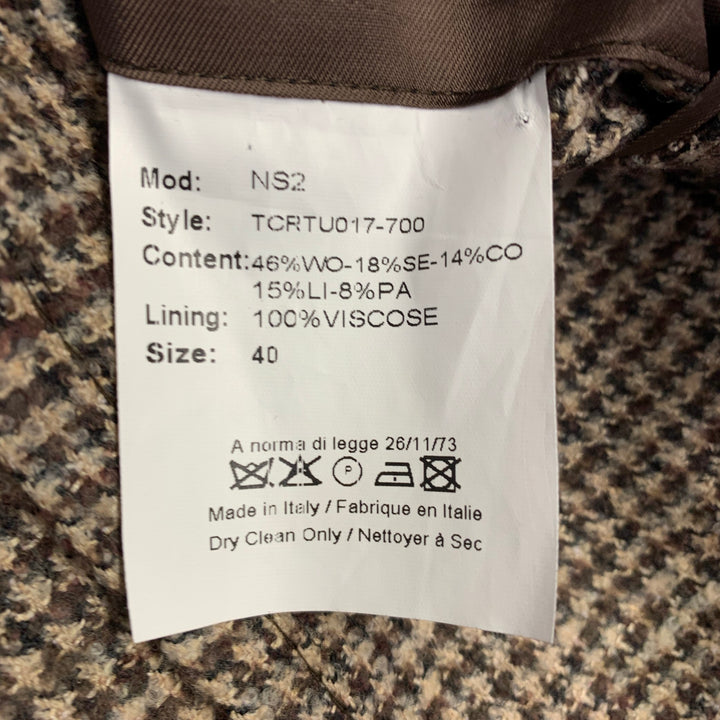 Mod: NS2
Style: TCRTU017-700
Content: 46%WO-18%SE-14%CO
15%LI-8%PA
Lining: 100%VISCOSE
Size: 40
A norma di legge 26/11/73
P
Made in Italy / Fabrique en Italie
Dry Clean Only / Nettoyer à Sec